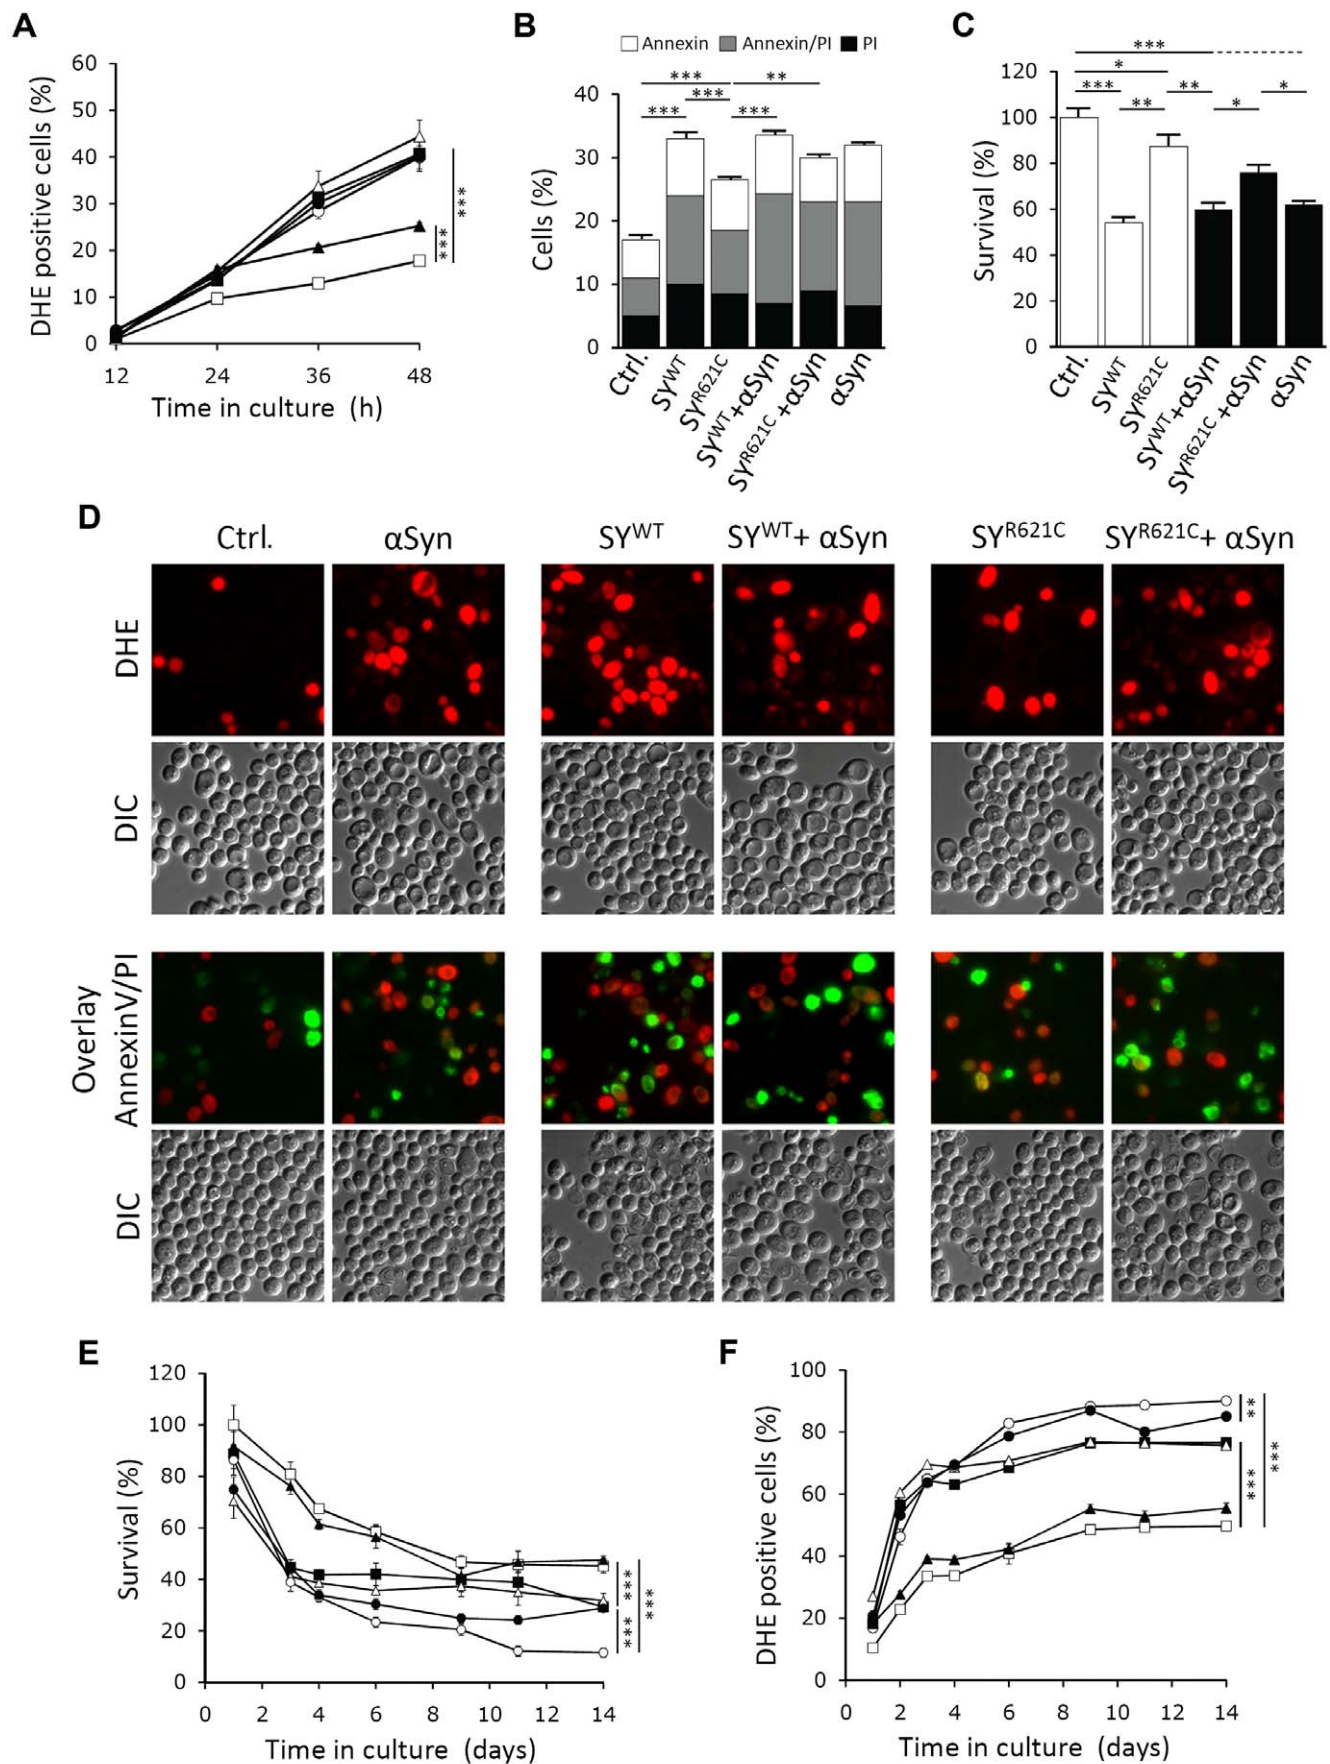 A
DHE positive cells (%)
60
50
40
30
20
10
0
12 24 36 48
Time in culture (h)
***
***
B
Annexin Annexin/PI PI
Cells (%)
40
30
20
10
0
*** **
***
*** ***
Ctrl.
SY^WT
SY^R621C
SY^WT+αSyn
SY^R621C +αSyn
αSyn
C
Survival (%)
120
100
80
60
40
20
0
***
*
*** ** *
** *
Ctrl.
SY^WT
SY^R621C
SY^WT+αSyn
SY^R621C +αSyn
αSyn
D
Ctrl. αSyn SY^WT SY^WT+ αSyn SY^R621C SY^R621C+ αSyn
DHE
DIC
Overlay
AnnexinV/PI
DIC
E
Survival (%)
120
100
80
60
40
20
0
0 2 4 6 8 10 12 14
Time in culture (days)
***
***
***
F
DHE positive cells (%)
100
80
60
40
20
0
0 2 4 6 8 10 12 14
Time in culture (days)
**
***
***